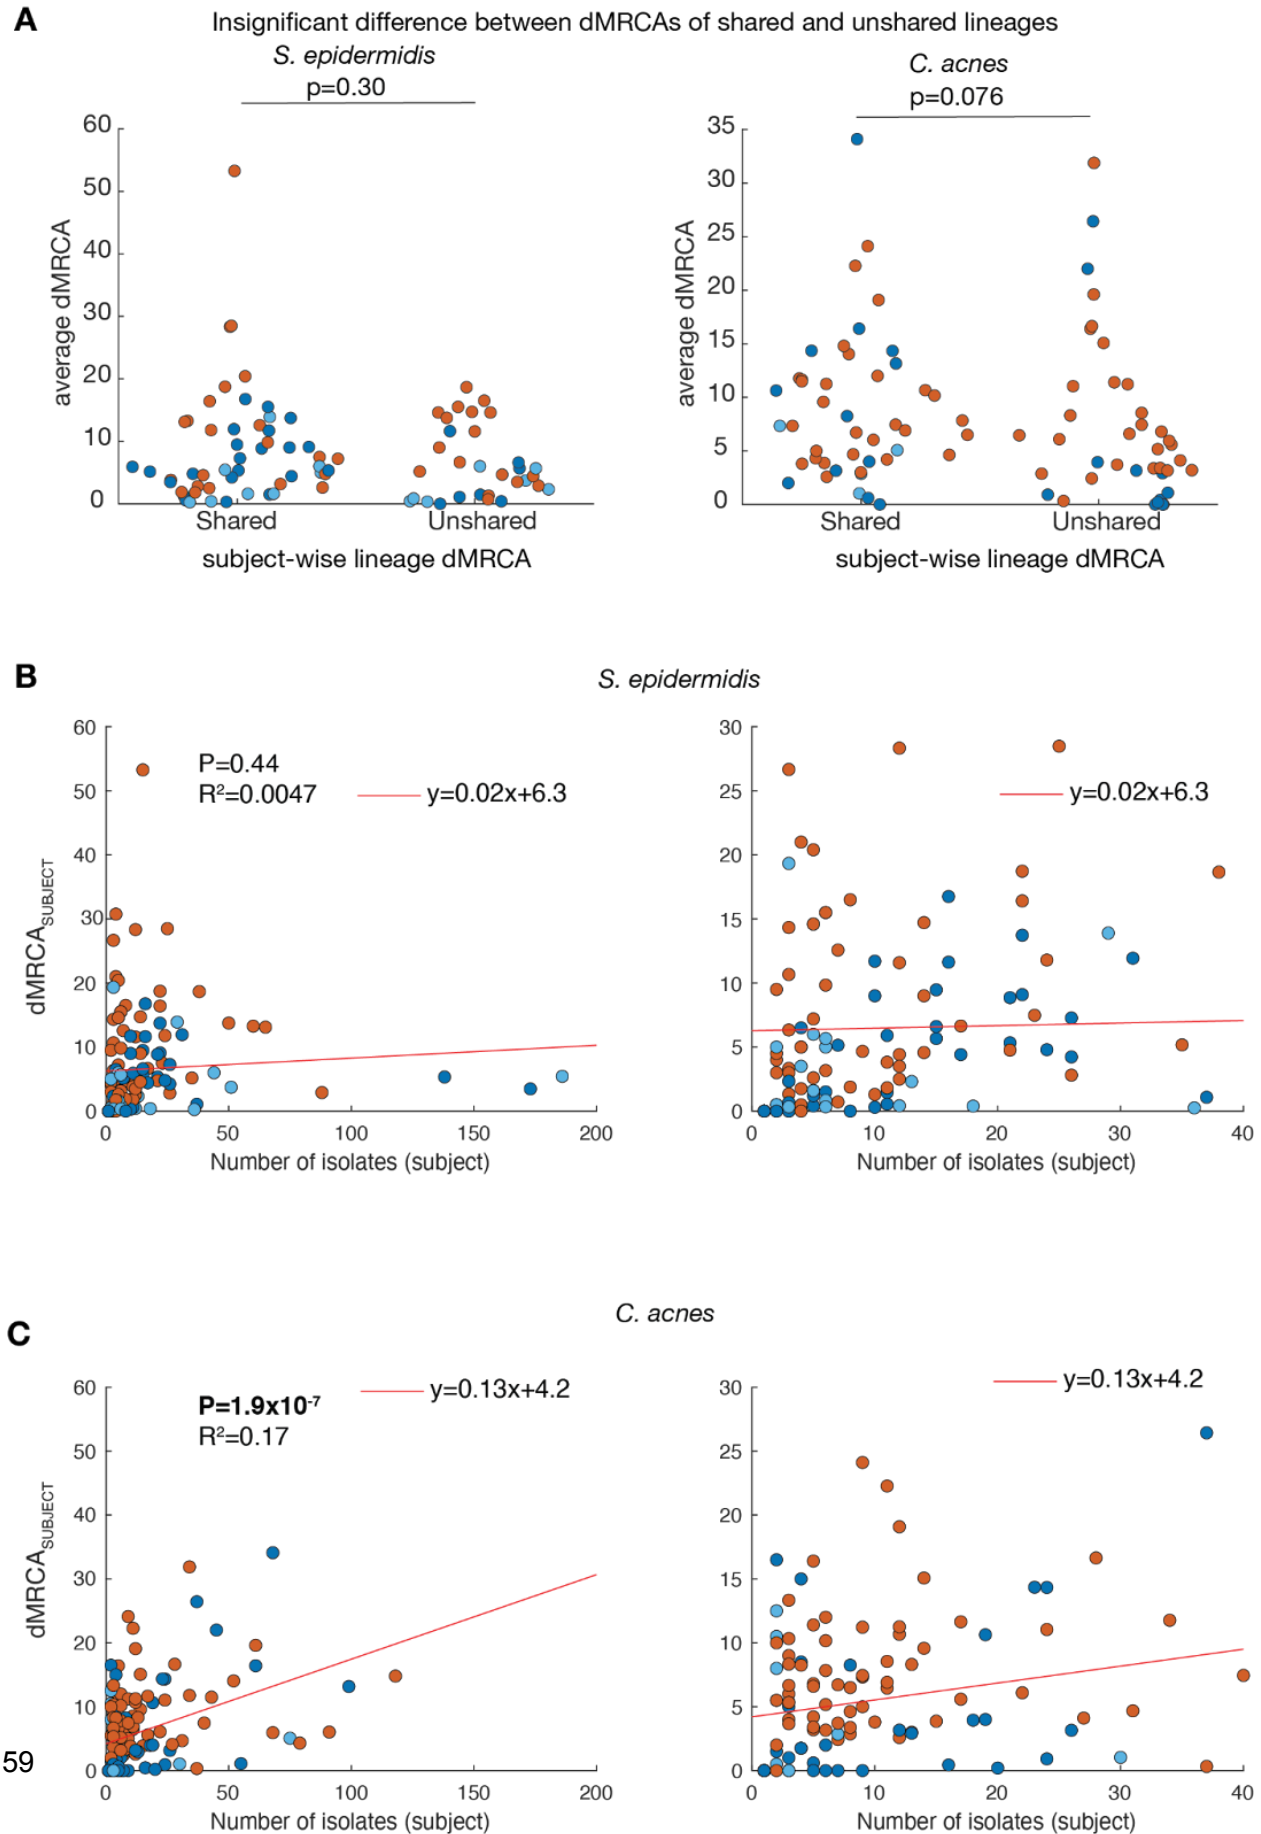 A
Insignificant difference between dMRCAs of shared and unshared lineages
S. epidermidis
p=0.30
60
50
40
30
20
10
0
average dMRCA
Shared
Unshared
subject-wise lineage dMRCA
C. acnes
p=0.076
35
30
25
20
15
10
5
0
average dMRCA
Shared
Unshared
subject-wise lineage dMRCA
B
S. epidermidis
60
50
40
30
20
10
0
dMRCASUBJECT
P=0.44
R²=0.0047
y=0.02x+6.3
0 50 100 150 200
Number of isolates (subject)
30
25
20
15
10
5
0
y=0.02x+6.3
0 10 20 30 40
Number of isolates (subject)
C
C. acnes
60
50
40
30
20
10
0
dMRCASUBJECT
P=1.9x10⁻⁷
R²=0.17
y=0.13x+4.2
0 50 100 150 200
Number of isolates (subject)
30
25
20
15
10
5
0
y=0.13x+4.2
0 10 20 30 40
Number of isolates (subject)
59